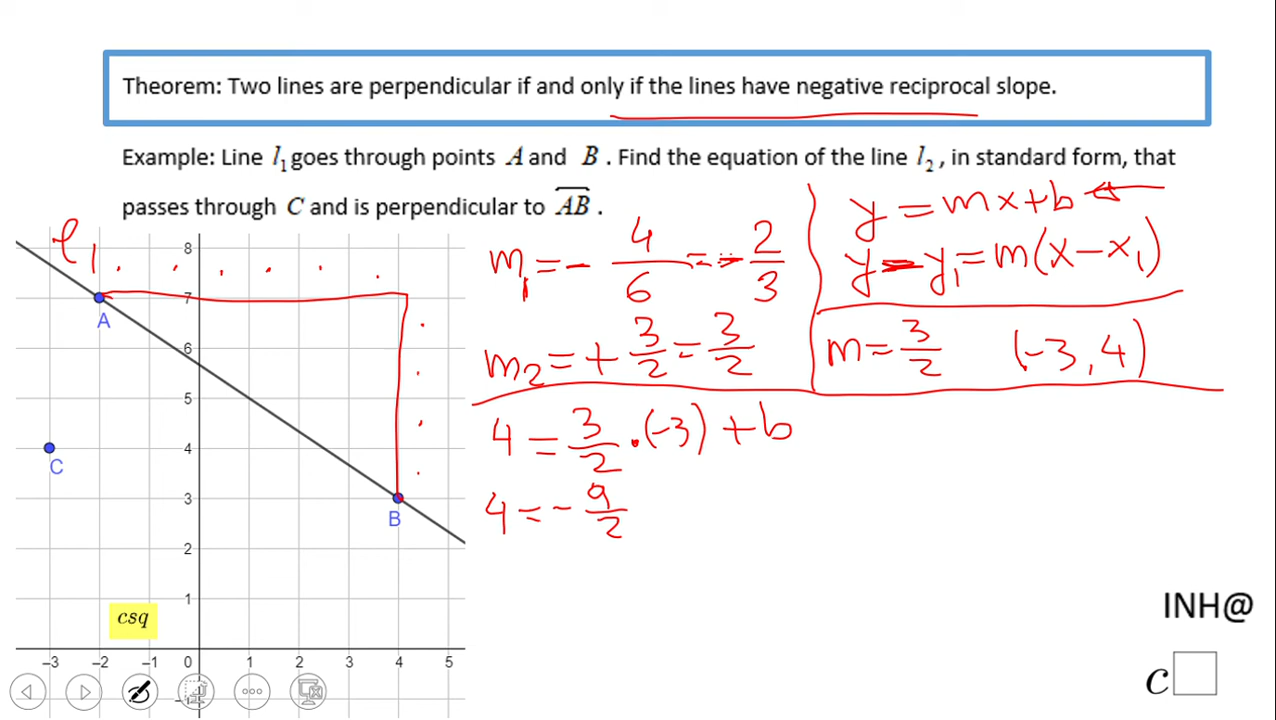 Theorem: Two lines are perpendicular if and only if the lines have negative reciprocal slope.
Example: Line l₁ goes through points A and B . Find the equation of the line l₂ , in standard form, that
passes through C and is perpendicular to AB .
l₁
m₁ = - 4/6 = - 2/3
m₂ = + 3/2 = 3/2
y = mx+b ←
y - y₁ = m(x - x₁)
m = 3/2 (-3, 4)
4 = 3/2 · (-3) + b
4 = - 9/2
8
7
6
5
4
3
2
1
-3 -2 -1 0 1 2 3 4 5
-1
A
B
C
csq
INH@
c